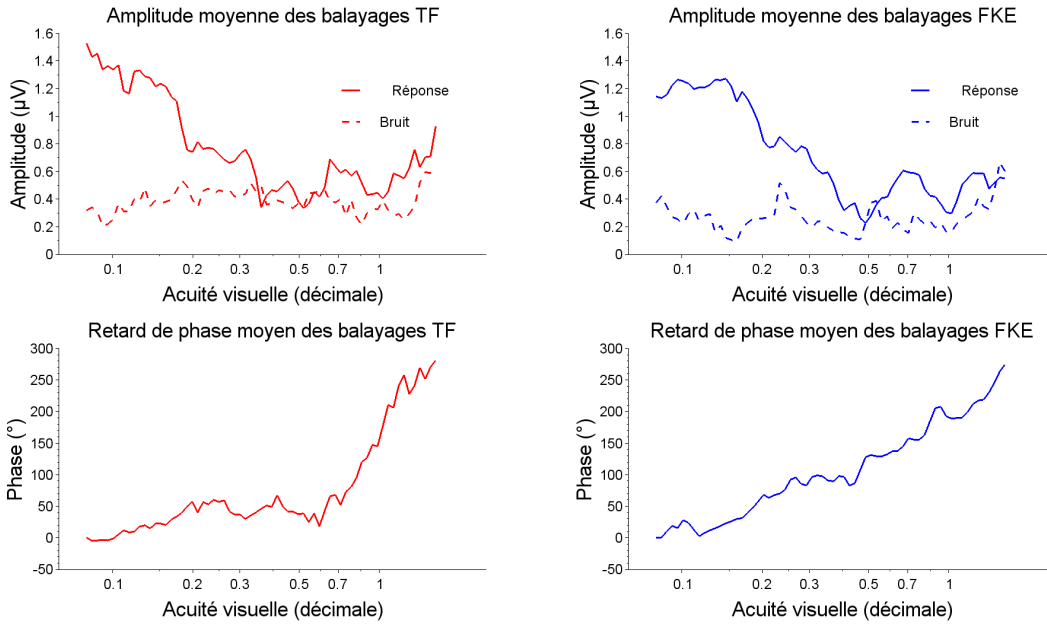 Amplitude moyenne des balayages TF
1.6
1.4
1.2
1
0.8
0.6
0.4
0.2
0
Amplitude (µV)
Réponse
Bruit
0.1 0.2 0.3 0.5 0.7 1
Acuité visuelle (décimale)
Amplitude moyenne des balayages FKE
1.6
1.4
1.2
1
0.8
0.6
0.4
0.2
0
Amplitude (µV)
Réponse
Bruit
0.1 0.2 0.3 0.5 0.7 1
Acuité visuelle (décimale)
Retard de phase moyen des balayages TF
300
250
200
150
100
50
0
-50
Phase (°)
0.1 0.2 0.3 0.5 0.7 1
Acuité visuelle (décimale)
Retard de phase moyen des balayages FKE
300
250
200
150
100
50
0
-50
Phase (°)
0.1 0.2 0.3 0.5 0.7 1
Acuité visuelle (décimale)